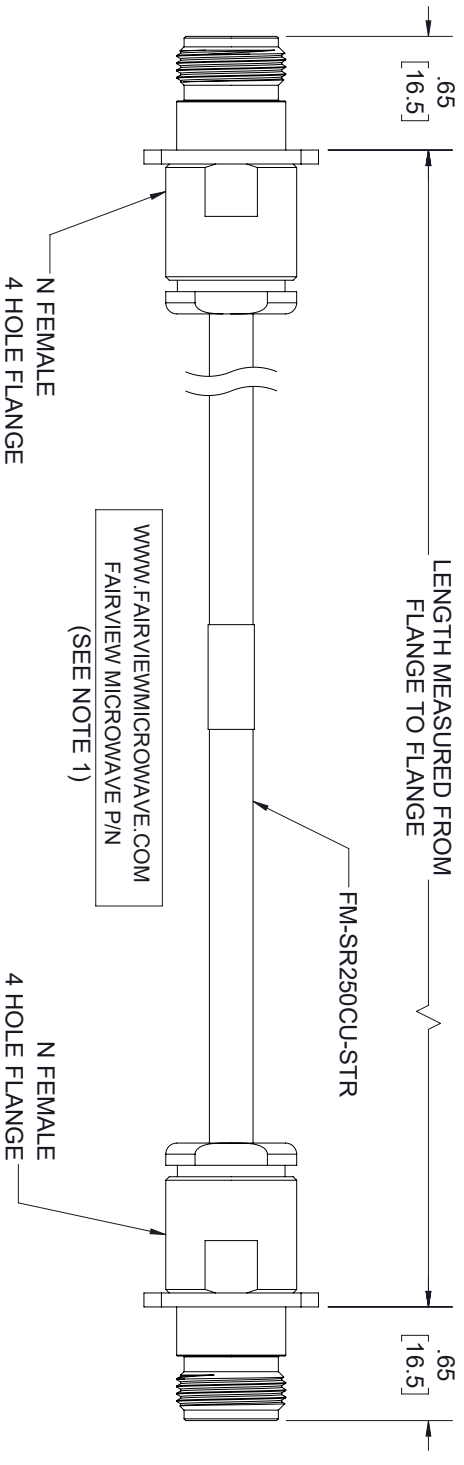 .65
[16.5]
LENGTH MEASURED FROM
FLANGE TO FLANGE
.65
[16.5]
FM-SR250CU-STR
N FEMALE
4 HOLE FLANGE
WWW.FAIRVIEWMICROWAVE.COM
FAIRVIEW MICROWAVE P/N
(SEE NOTE 1)
N FEMALE
4 HOLE FLANGE